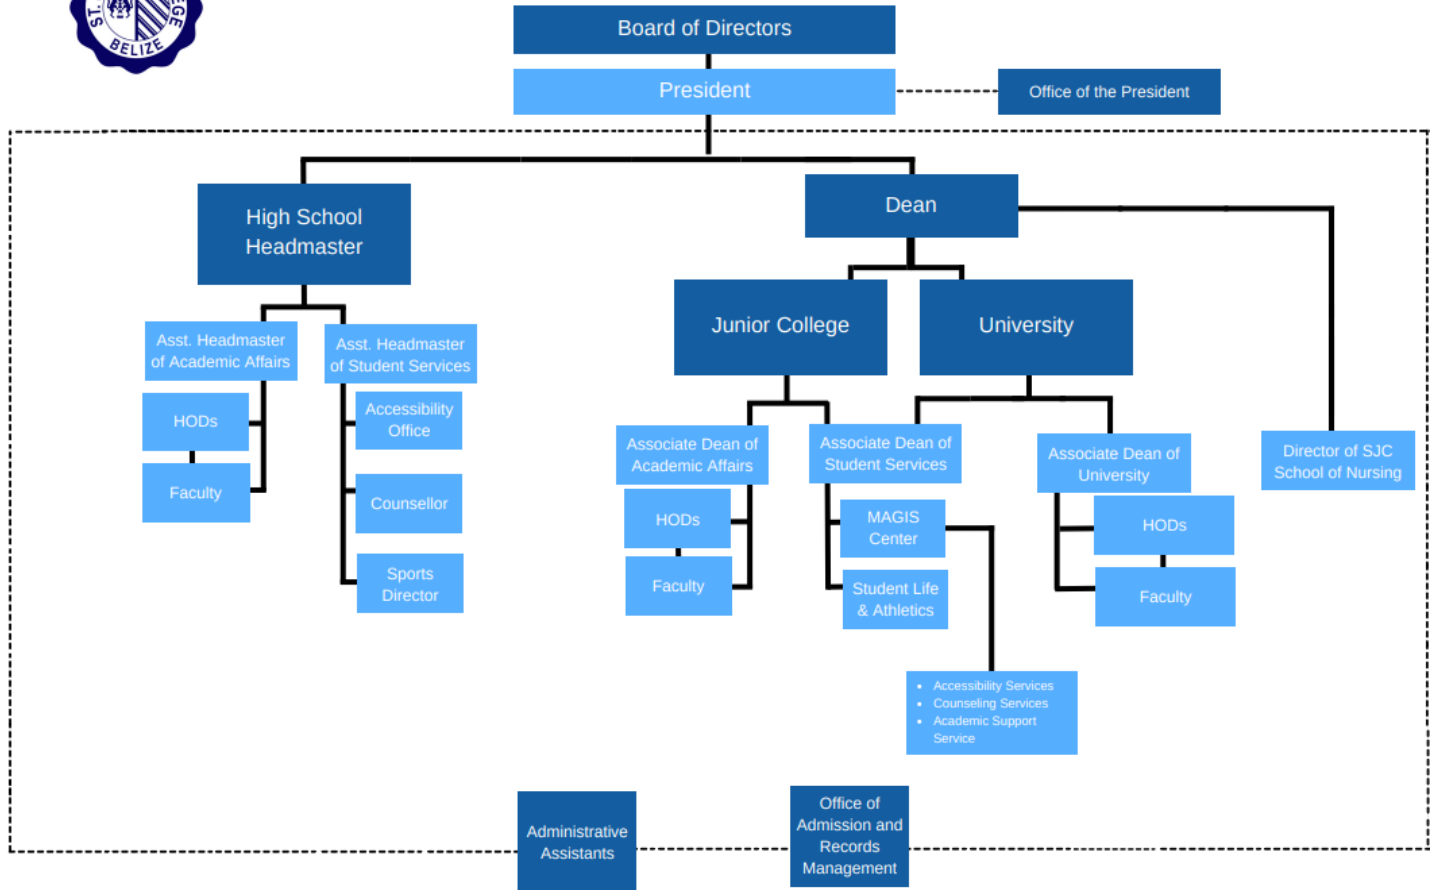 ST.
EGE
BELIZE
Board of Directors
President
Office of the President
High School
Headmaster
Dean
Junior College
University
Asst. Headmaster
of Academic Affairs
Asst. Headmaster
of Student Services
HODs
Faculty
Accessibility
Office
Counsellor
Sports
Director
Associate Dean of
Academic Affairs
HODs
Faculty
Associate Dean of
Student Services
MAGIS
Center
Student Life
& Athletics
Associate Dean of
University
HODs
Faculty
Director of SJC
School of Nursing
• Accessibility Services
• Counseling Services
• Academic Support
Service
Administrative
Assistants
Office of
Admission and
Records
Management